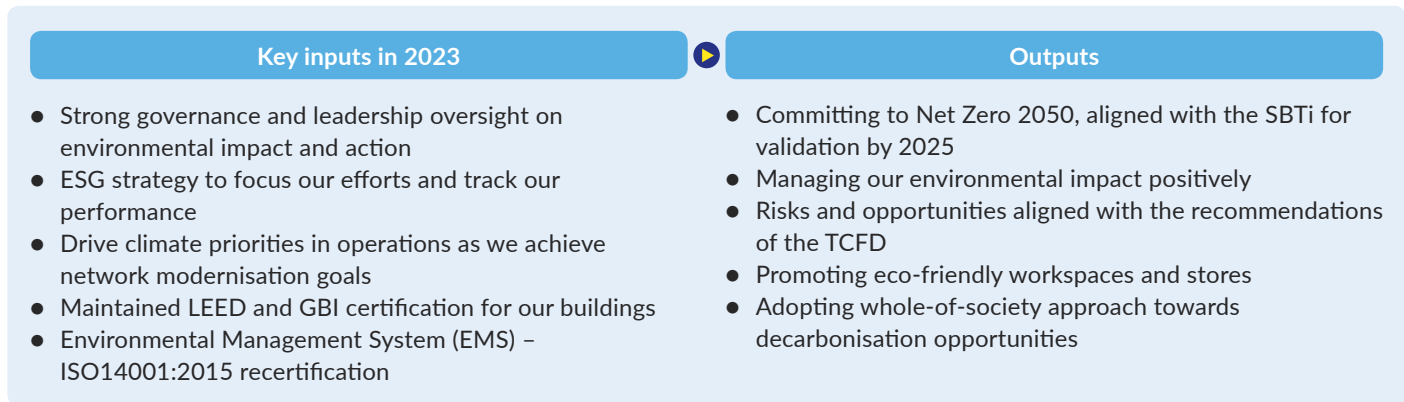 Key inputs in 2023
● Strong governance and leadership oversight on
environmental impact and action
● ESG strategy to focus our efforts and track our
performance
● Drive climate priorities in operations as we achieve
network modernisation goals
● Maintained LEED and GBI certification for our buildings
● Environmental Management System (EMS) –
ISO14001:2015 recertification
Outputs
● Committing to Net Zero 2050, aligned with the SBTi for
validation by 2025
● Managing our environmental impact positively
● Risks and opportunities aligned with the recommendations
of the TCFD
● Promoting eco-friendly workspaces and stores
● Adopting whole-of-society approach towards
decarbonisation opportunities